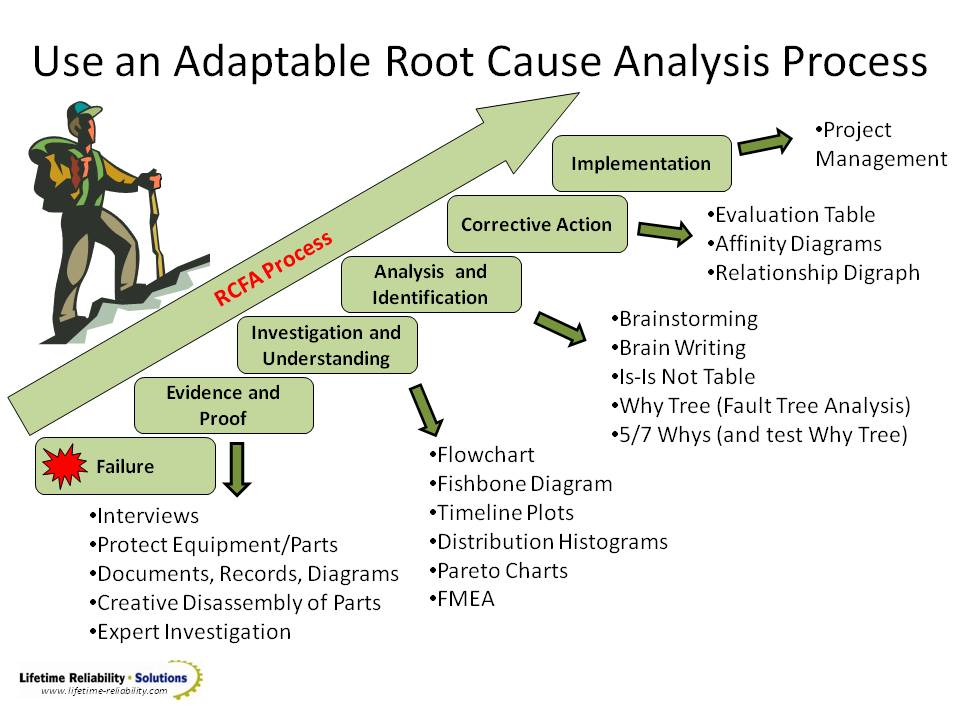 Use an Adaptable Root Cause Analysis Process
RCFA Process
Implementation
•Project
Management
Corrective Action
•Evaluation Table
•Affinity Diagrams
•Relationship Digraph
Analysis and
Identification
•Brainstorming
•Brain Writing
•Is-Is Not Table
•Why Tree (Fault Tree Analysis)
•5/7 Whys (and test Why Tree)
Investigation and
Understanding
•Flowchart
•Fishbone Diagram
•Timeline Plots
•Distribution Histograms
•Pareto Charts
•FMEA
Evidence and
Proof
Failure
•Interviews
•Protect Equipment/Parts
•Documents, Records, Diagrams
•Creative Disassembly of Parts
•Expert Investigation
Lifetime Reliability • Solutions
www.lifetime-reliability.com